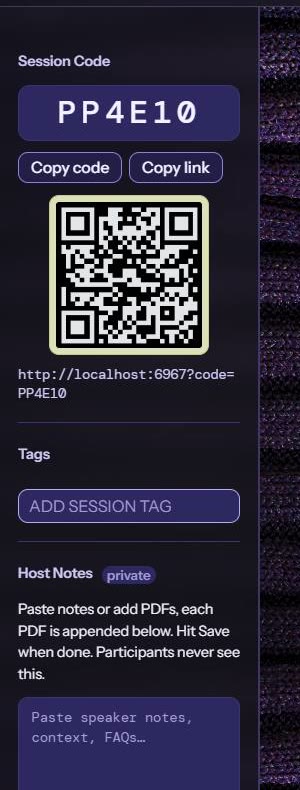 Session Code
PP4E10
Copy code Copy link
http://localhost:6967?code=
PP4E10
Tags
ADD SESSION TAG
Host Notes private
Paste notes or add PDFs, each
PDF is appended below. Hit Save
when done. Participants never see
this.
Paste speaker notes,
context, FAQs…